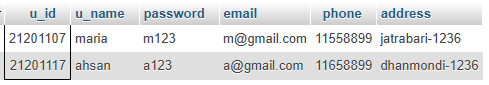 u_id u_name password email phone address
21201107 maria m123 m@gmail.com 11558899 jatrabari-1236
21201117 ahsan a123 a@gmail.com 11658899 dhanmondi-1236